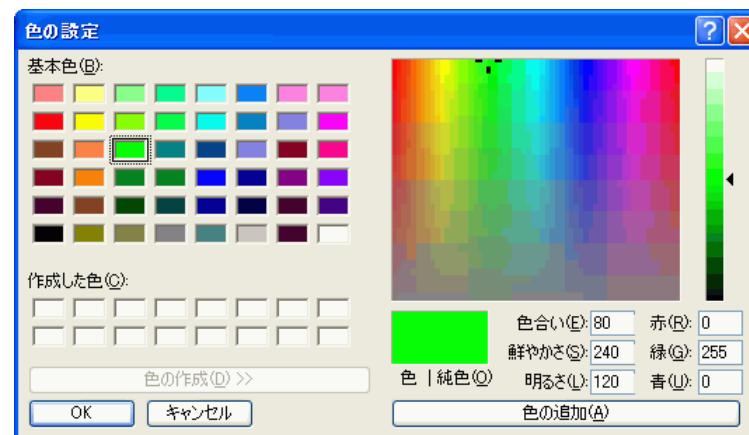 色の設定
基本色(B):
作成した色(C):
色の作成(D) >>
OK キャンセル
色 | 純色(O)
色合い(E): 80 赤(R): 0
鮮やかさ(S): 240 緑(G): 255
明るさ(L): 120 青(U): 0
色の追加(A)